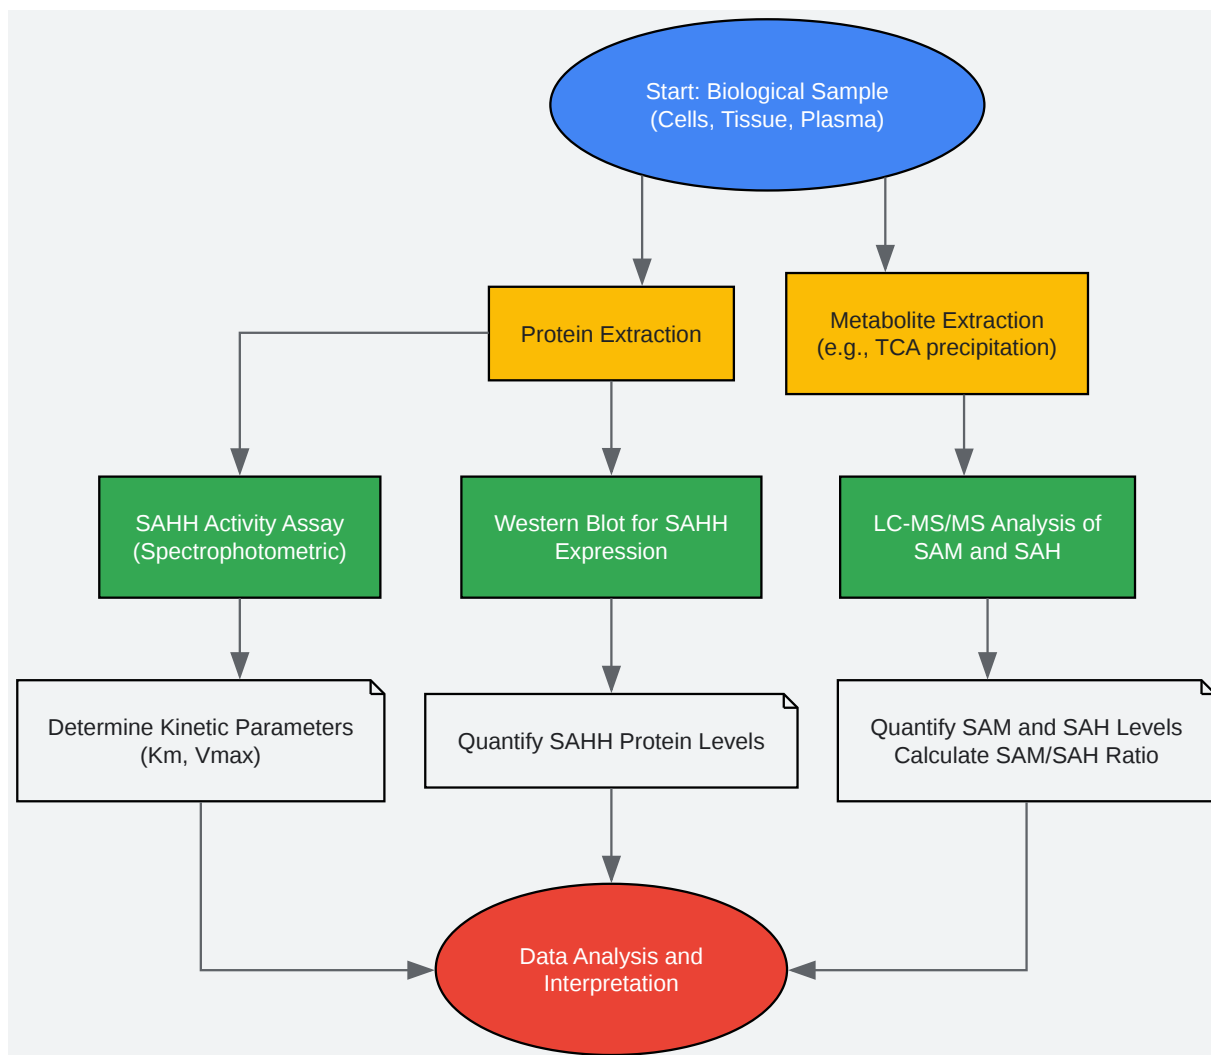 Start: Biological Sample
(Cells, Tissue, Plasma)
Protein Extraction
Metabolite Extraction
(e.g., TCA precipitation)
SAHH Activity Assay
(Spectrophotometric)
Western Blot for SAHH
Expression
LC-MS/MS Analysis of
SAM and SAH
Determine Kinetic Parameters
(Km, Vmax)
Quantify SAHH Protein Levels
Quantify SAM and SAH Levels
Calculate SAM/SAH Ratio
Data Analysis and
Interpretation